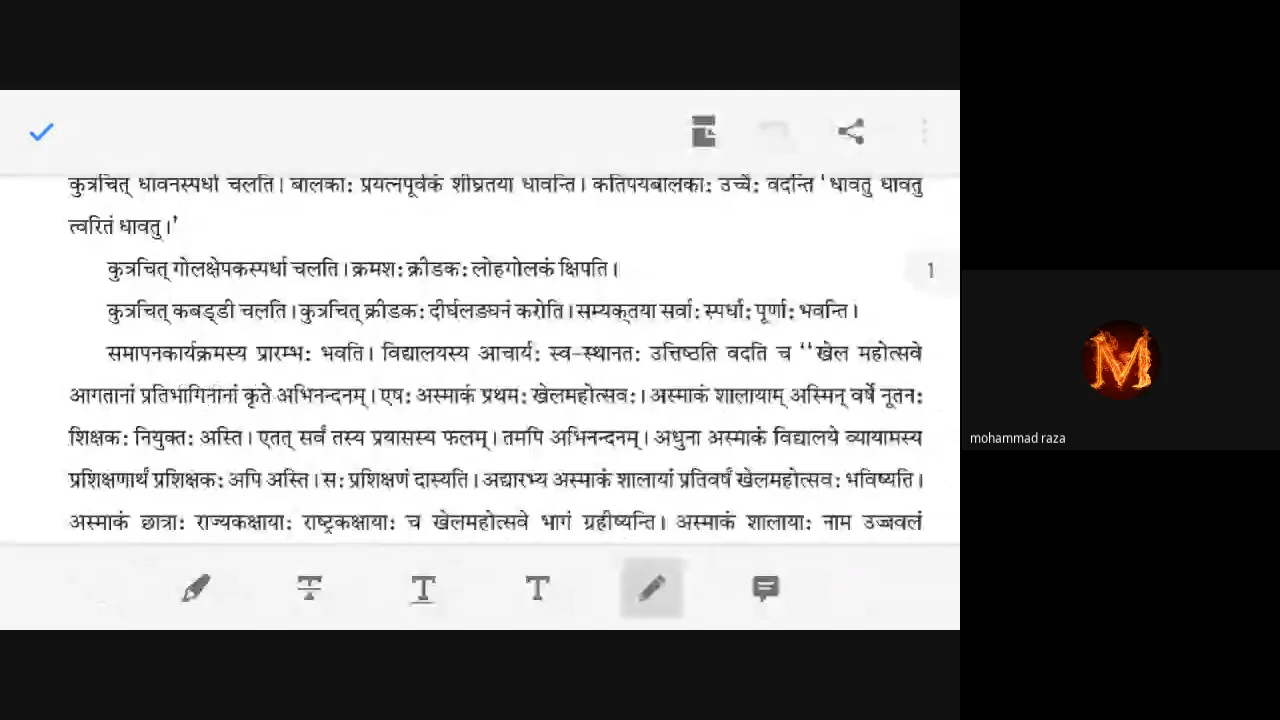 कुत्रचित् धावनस्पर्धा चलति। बालका: प्रयत्नपूर्वकं शीघ्रतया धावन्ति। कतिपयबालका: उच्चै: वदन्ति 'धावतु धावतु
त्वरितं धावतु।'
कुत्रचित् गोलक्षेपकस्पर्धा चलति। क्रमश: क्रीडक: लोहगोलकं क्षिपति।
1
कुत्रचित् कबड्डी चलति। कुत्रचित् क्रीडक: दीर्घलङघनं करोति। सम्यक्तया सर्वा: स्पर्धा: पूर्णा: भवन्ति।
समापनकार्यक्रमस्य प्रारम्भ: भवति। विद्यालयस्य आचार्य: स्व-स्थानत: उत्तिष्ठति वदति च ''खेल महोत्सवे
आगतानां प्रतिभागिनानां कृते अभिनन्दनम्। एष: अस्माकं प्रथम: खेलमहोत्सव:। अस्माकं शालायाम् अस्मिन् वर्षे नूतन:
शिक्षक: नियुक्त: अस्ति। एतत् सर्वं तस्य प्रयासस्य फलम्। तमपि अभिनन्दनम्। अधुना अस्माकं विद्यालये व्यायामस्य
mohammad raza
प्रशिक्षणार्थं प्रशिक्षक: अपि अस्ति। स: प्रशिक्षणं दास्यति। अद्यारभ्य अस्माकं शालायां प्रतिवर्षं खेलमहोत्सव: भविष्यति।
अस्माकं छात्रा: राज्यकक्षाया: राष्ट्रकक्षाया: च खेलमहोत्सवे भागं ग्रहीष्यन्ति। अस्माकं शालाया: नाम उज्जवलं